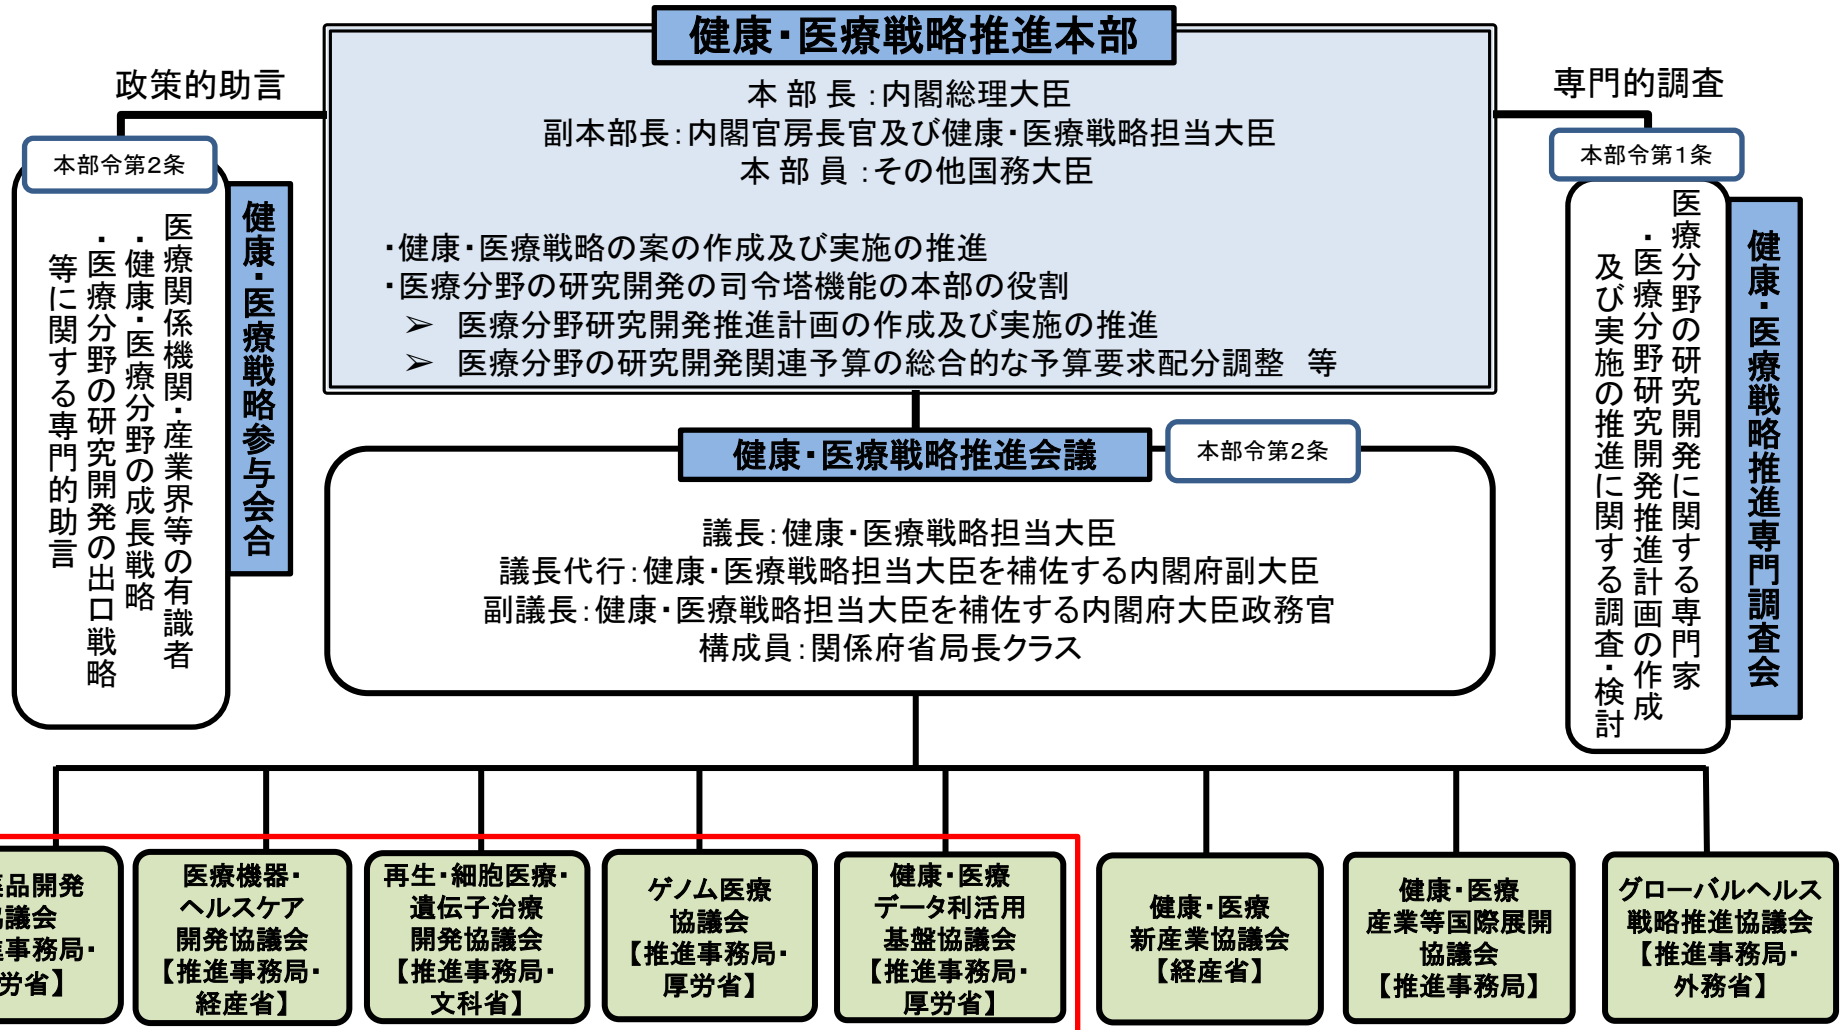 健康・医療戦略推進本部
本 部 長 ：内閣総理大臣
副本部長：内閣官房長官及び健康・医療戦略担当大臣
本 部 員 ：その他国務大臣
・健康・医療戦略の案の作成及び実施の推進
・医療分野の研究開発の司令塔機能の本部の役割
➢ 医療分野研究開発推進計画の作成及び実施の推進
➢ 医療分野の研究開発関連予算の総合的な予算要求配分調整　等
政策的助言
本部令第2条
健康・医療戦略参与会合
医療関係機関・産業界等の有識者
・健康・医療分野の成長戦略
・医療分野の研究開発の出口戦略
等に関する専門的助言
専門的調査
本部令第1条
健康・医療戦略推進専門調査会
医療分野の研究開発に関する専門家
・医療分野研究開発推進計画の作成
及び実施の推進に関する調査・検討
健康・医療戦略推進会議
本部令第2条
議長：健康・医療戦略担当大臣
議長代行：健康・医療戦略担当大臣を補佐する内閣府副大臣
副議長：健康・医療戦略担当大臣を補佐する内閣府大臣政務官
構成員：関係府省局長クラス
品開発
議会
事務局・
労省】
医療機器・
ヘルスケア
開発協議会
【推進事務局・
経産省】
再生・細胞医療・
遺伝子治療
開発協議会
【推進事務局・
文科省】
ゲノム医療
協議会
【推進事務局・
厚労省】
健康・医療
データ利活用
基盤協議会
【推進事務局・
厚労省】
健康・医療
新産業協議会
【経産省】
健康・医療
産業等国際展開
協議会
【推進事務局】
グローバルヘルス
戦略推進協議会
【推進事務局・
外務省】